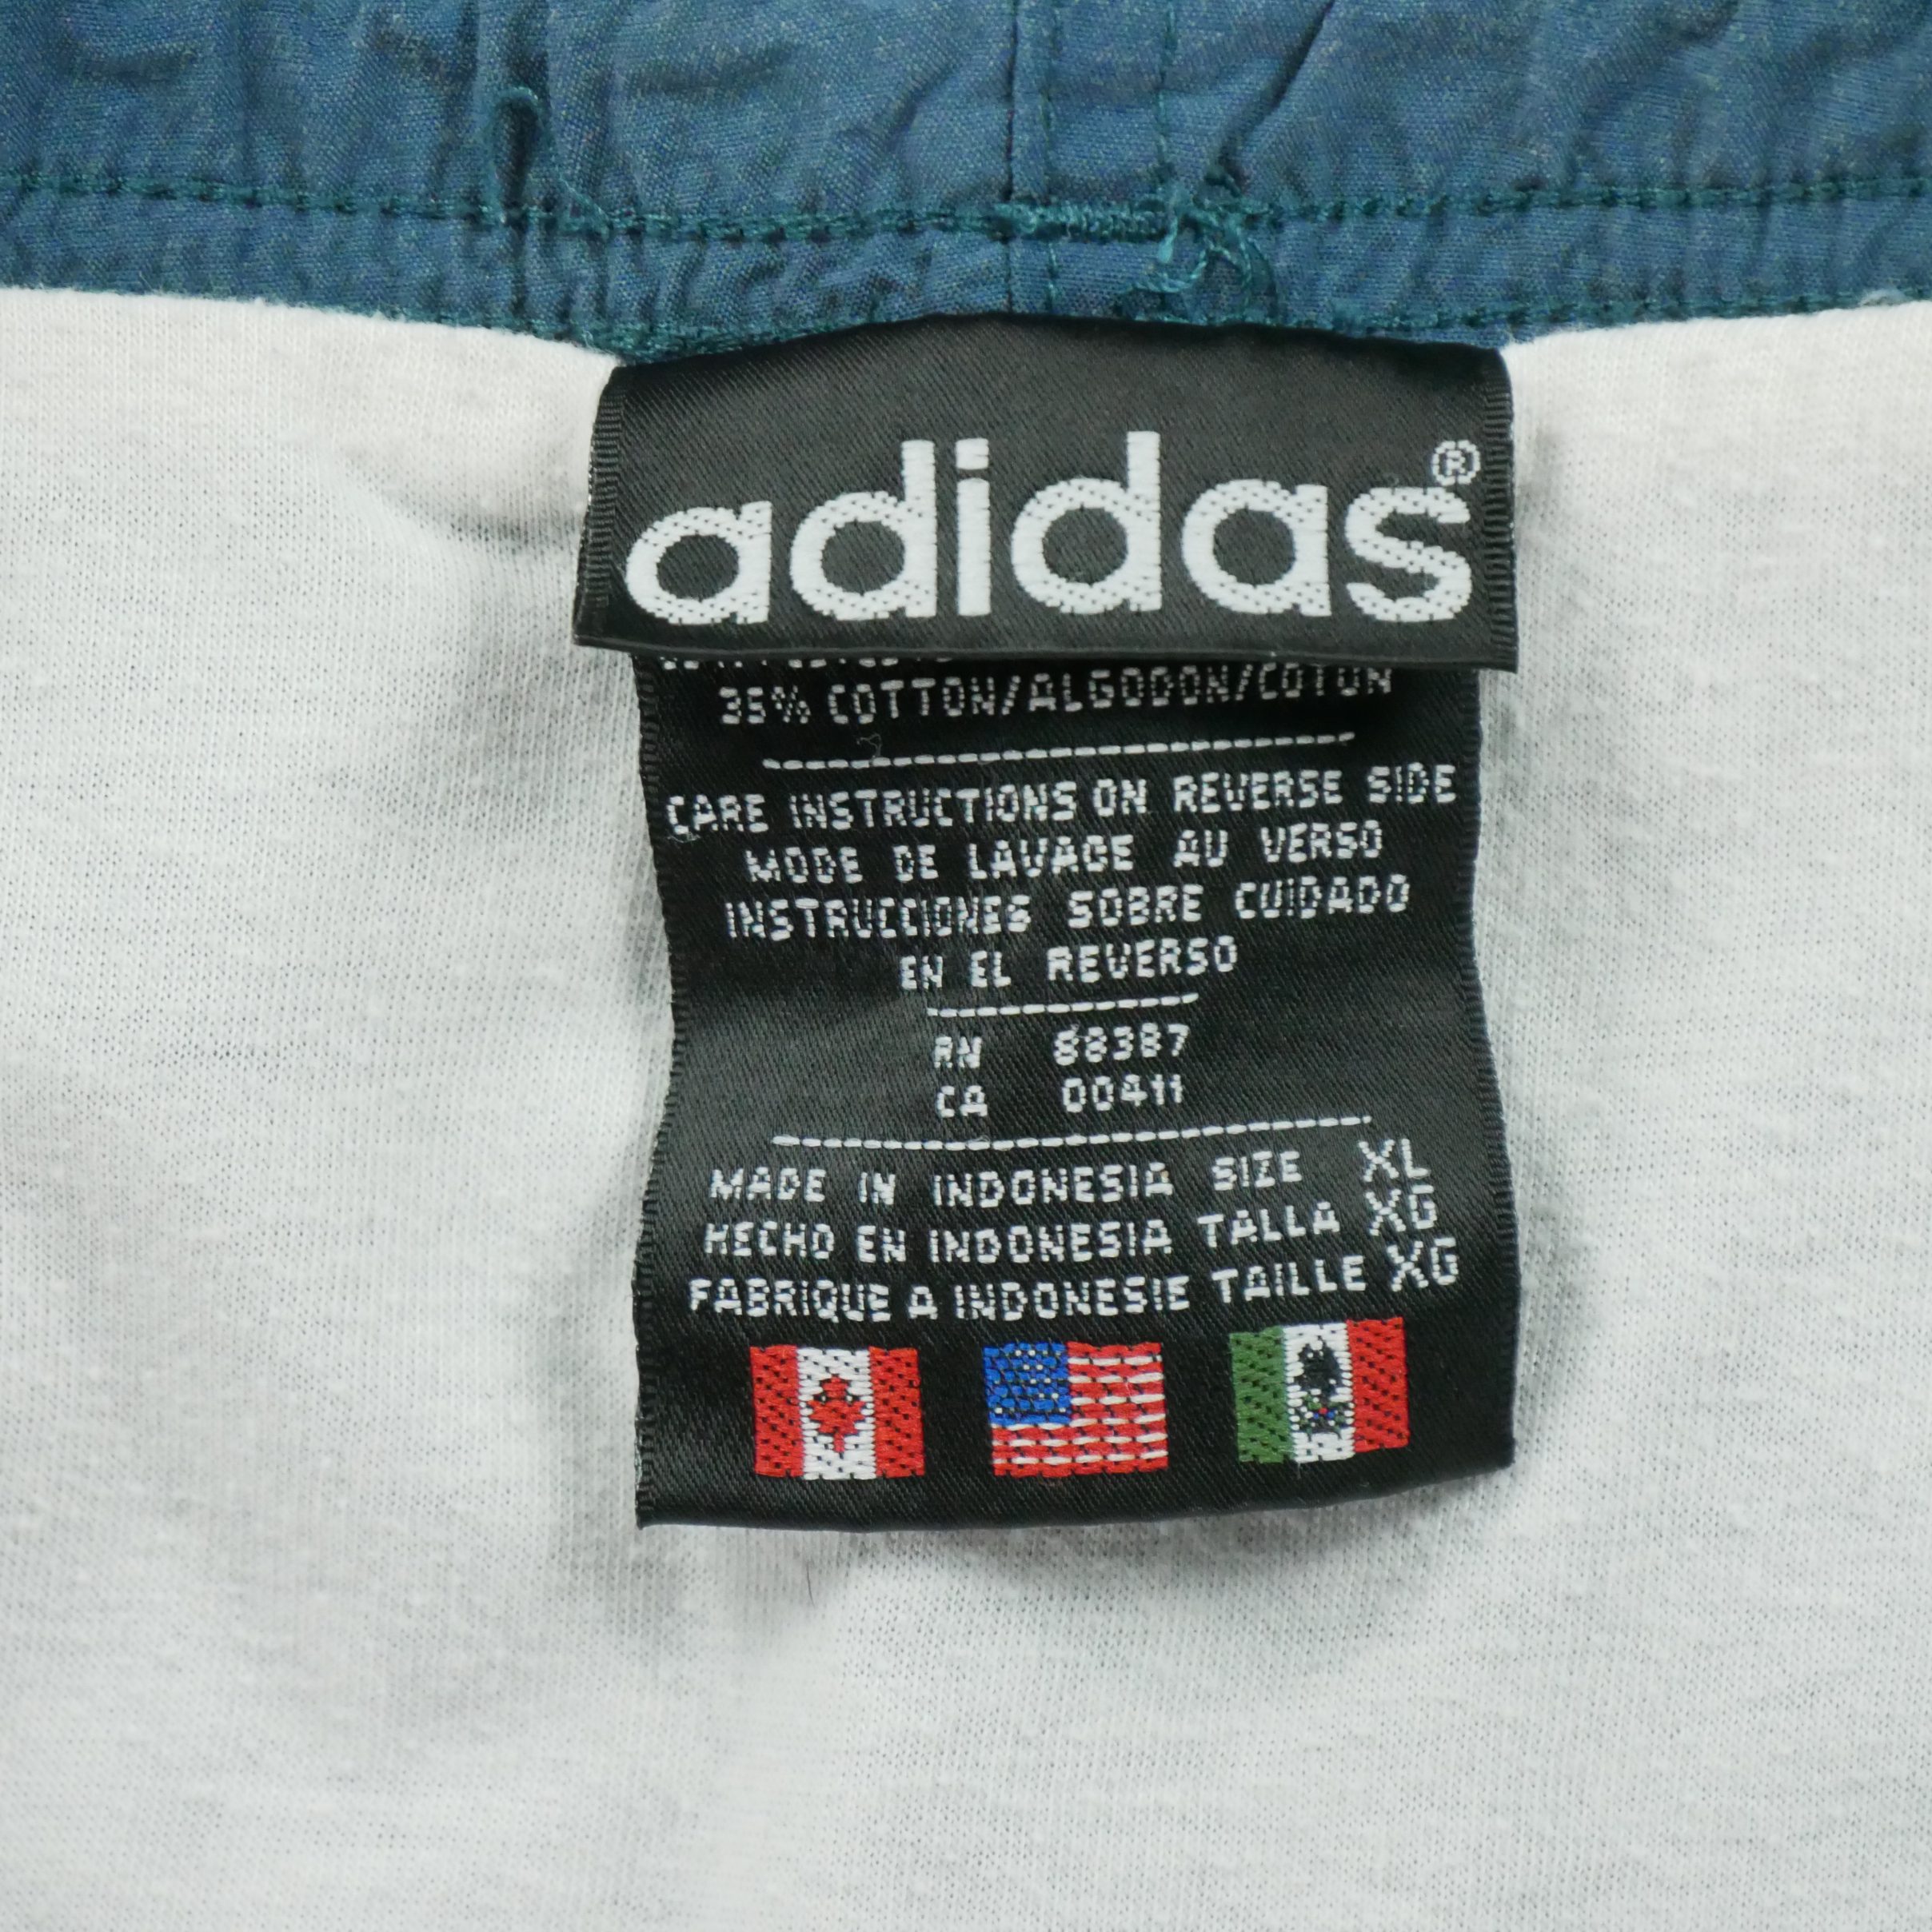 adidas®
35% COTTON/ALGODON/COTON
CARE INSTRUCTIONS ON REVERSE SIDE
MODE DE LAVAGE AU VERSO
INSTRUCCIONES SOBRE CUIDADO
EN EL REVERSO
RN 88387
CA 00411
MADE IN INDONESIA SIZE XL
HECHO EN INDONESIA TALLA XG
FABRIQUE A INDONESIE TAILLE XG